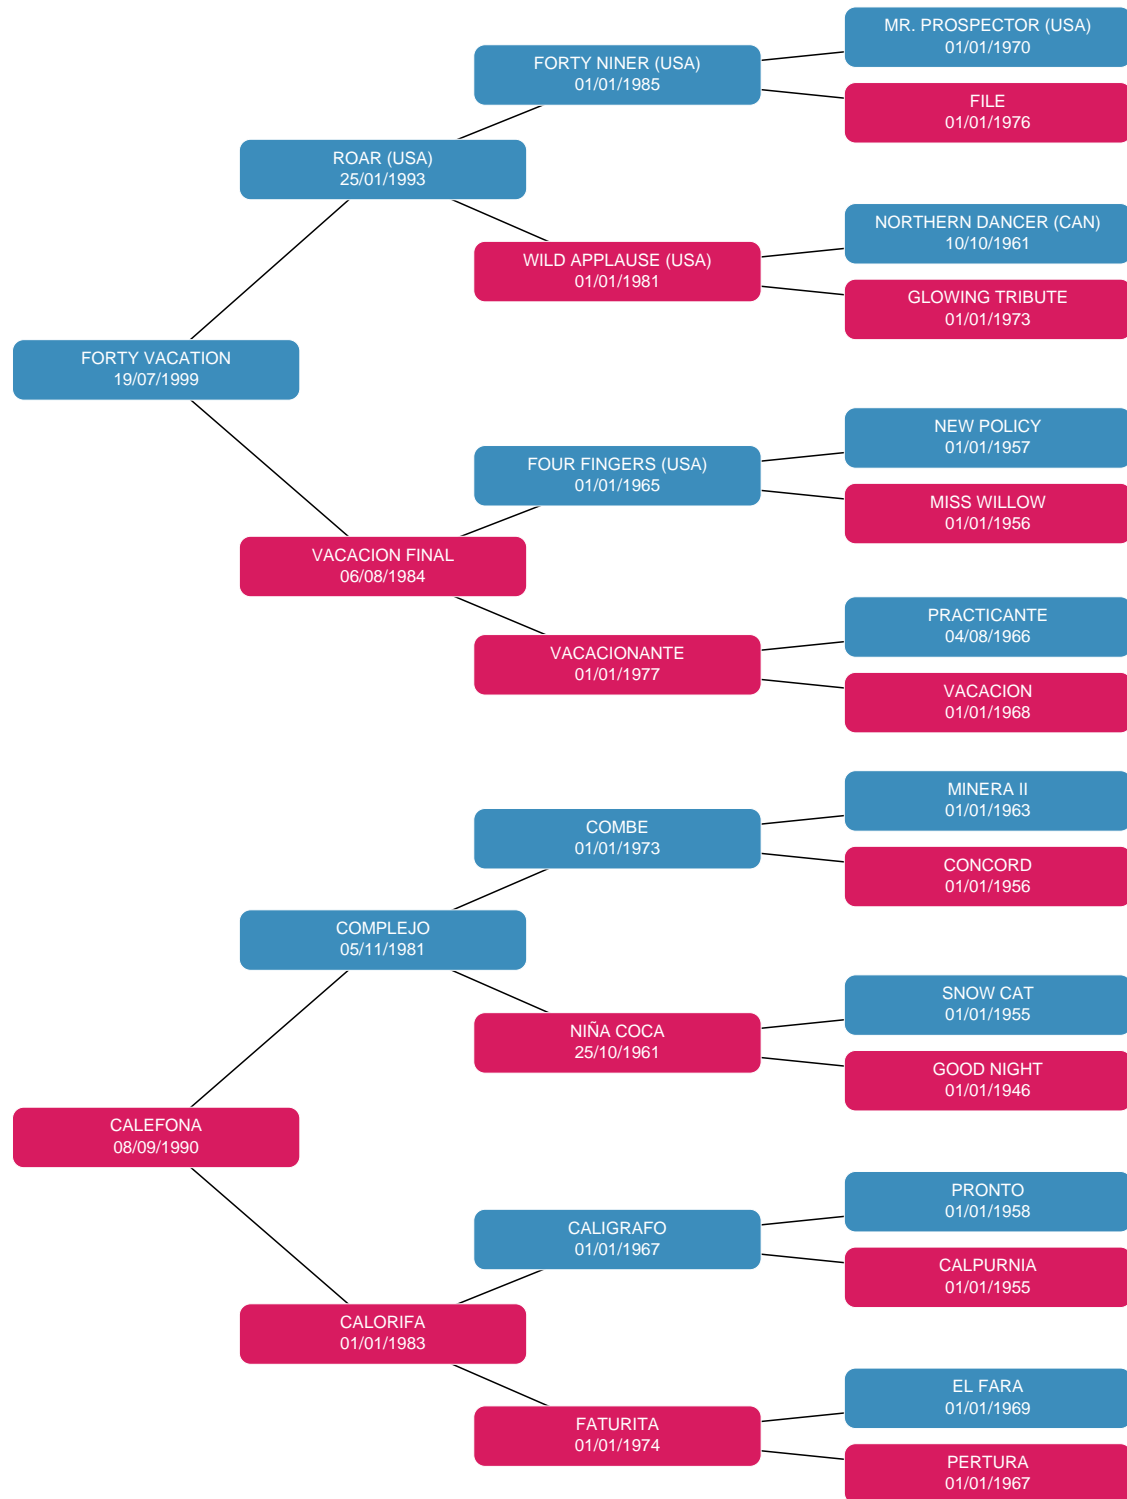 MR. PROSPECTOR (USA)
01/01/1970
FORTY NINER (USA)
01/01/1985
FILE
01/01/1976
ROAR (USA)
25/01/1993
NORTHERN DANCER (CAN)
10/10/1961
WILD APPLAUSE (USA)
01/01/1981
GLOWING TRIBUTE
01/01/1973
FORTY VACATION
19/07/1999
NEW POLICY
01/01/1957
FOUR FINGERS (USA)
01/01/1965
MISS WILLOW
01/01/1956
VACACION FINAL
06/08/1984
PRACTICANTE
04/08/1966
VACACIONANTE
01/01/1977
VACACION
01/01/1968
MINERA II
01/01/1963
COMBE
01/01/1973
CONCORD
01/01/1956
COMPLEJO
05/11/1981
SNOW CAT
01/01/1955
NIÑA COCA
25/10/1961
GOOD NIGHT
01/01/1946
CALEFONA
08/09/1990
PRONTO
01/01/1958
CALIGRAFO
01/01/1967
CALPURNIA
01/01/1955
CALORIFA
01/01/1983
EL FARA
01/01/1969
FATURITA
01/01/1974
PERTURA
01/01/1967